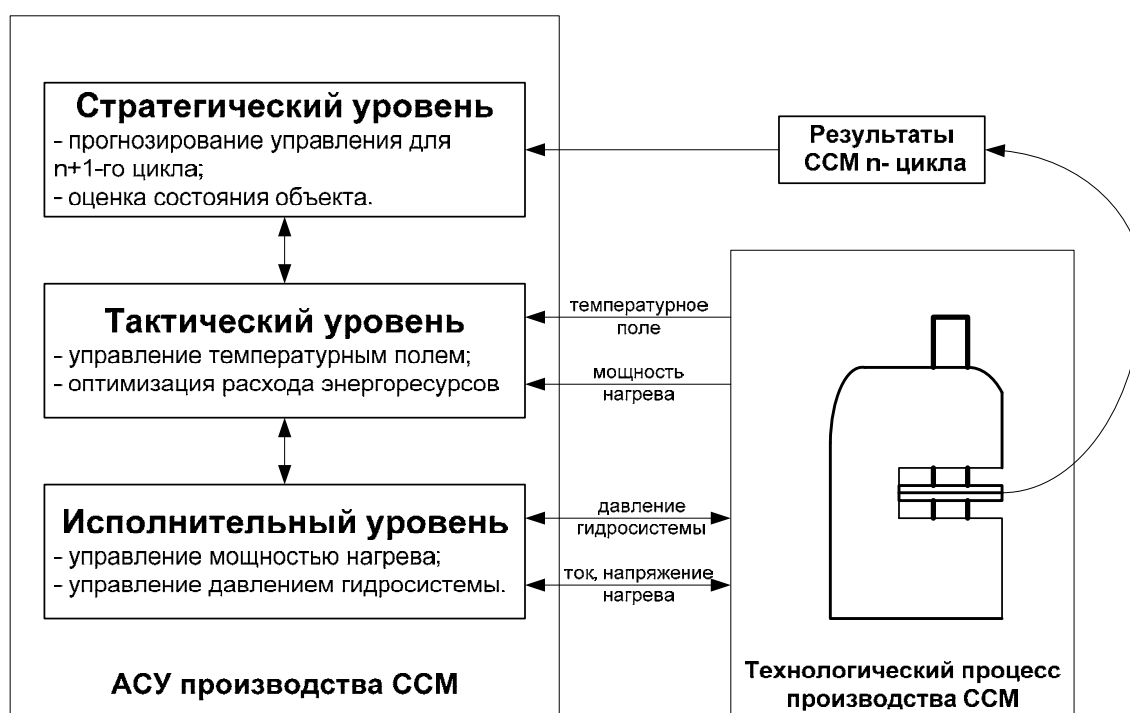 Стратегический уровень
- прогнозирование управления для
n+1-го цикла;
- оценка состояния объекта.
Результаты
ССМ n- цикла
Тактический уровень
- управление температурным полем;
- оптимизация расхода энергоресурсов
температурное
поле
мощность
нагрева
Исполнительный уровень
- управление мощностью нагрева;
- управление давлением гидросистемы.
давление
гидросистемы
ток, напряжение
нагрева
АСУ производства ССМ
Технологический процесс
производства ССМ